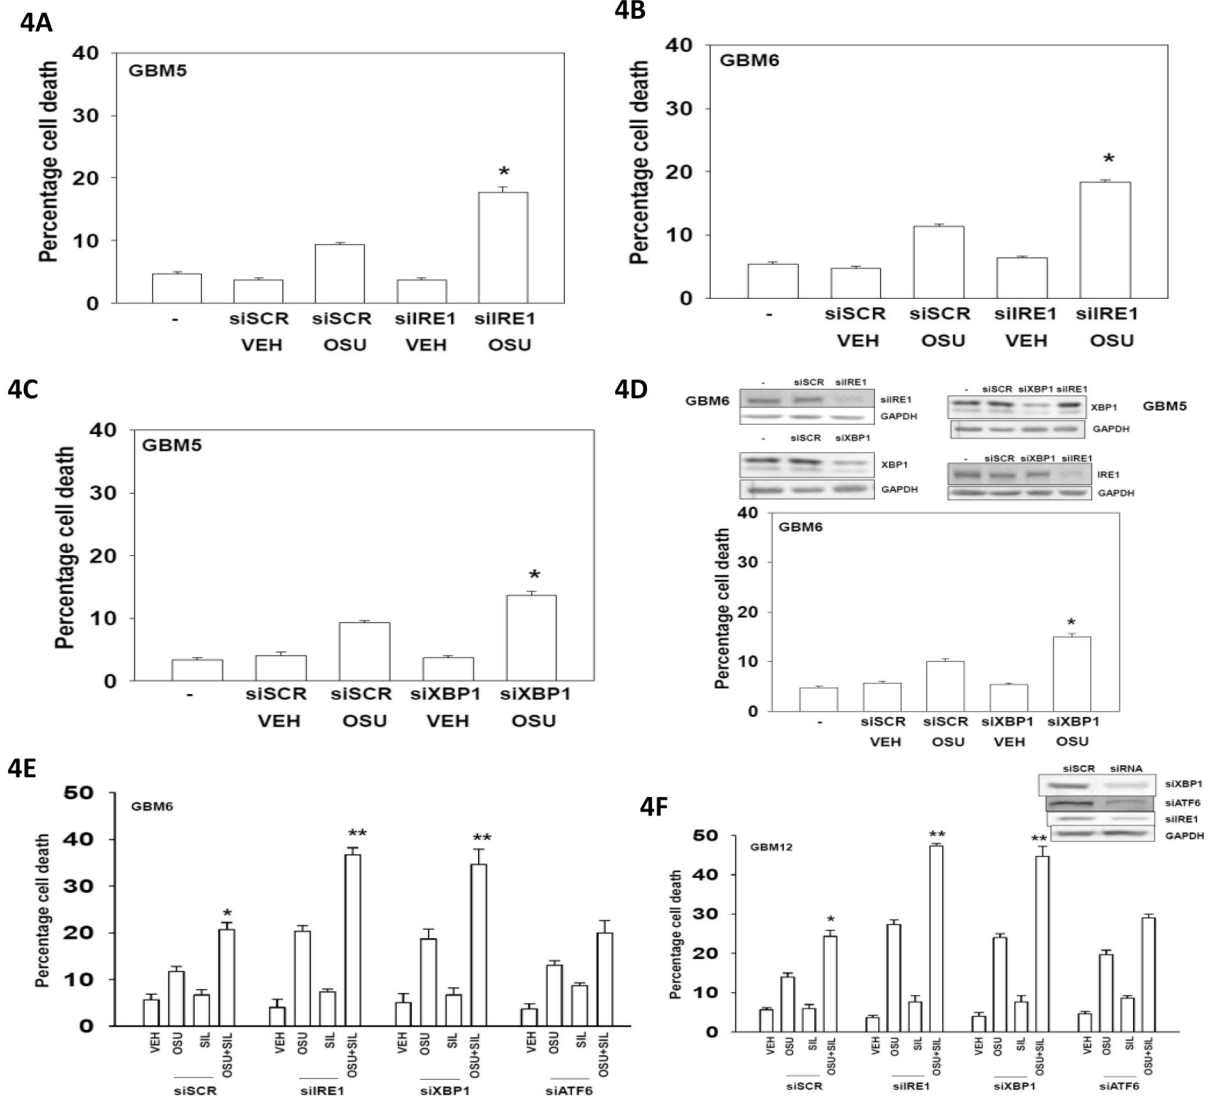 4A
40
GBM5
30
20
*
10
0
Percentage cell death
- siSCR siSCR siIRE1 siIRE1
VEH OSU VEH OSU
4B
40
GBM6
30
20
*
10
0
Percentage cell death
- siSCR siSCR siIRE1 siIRE1
VEH OSU VEH OSU
4C
40
GBM5
30
20
*
10
0
Percentage cell death
- siSCR siSCR siXBP1 siXBP1
VEH OSU VEH OSU
4D
GBM6
- siSCR siIRE1
siIRE1
GAPDH
- siSCR siXBP1
XBP1
GAPDH
- siSCR siXBP1 siIRE1
XBP1
GBM5
GAPDH
- siSCR siXBP1 siIRE1
IRE1
GAPDH
40
GBM6
30
20
*
10
0
Percentage cell death
- siSCR siSCR siXBP1 siXBP1
VEH OSU VEH OSU
4E
50
GBM6
40
** **
30
20
*
10
0
Percentage cell death
VEH OSU SIL OSU+SIL VEH OSU SIL OSU+SIL VEH OSU SIL OSU+SIL VEH OSU SIL OSU+SIL
siSCR siIRE1 siXBP1 siATF6
4F
siSCR siRNA
siXBP1
siATF6
siIRE1
GAPDH
50
** **
GBM12
40
30
*
20
10
0
Percentage cell death
VEH OSU SIL OSU+SIL VEH OSU SIL OSU+SIL VEH OSU SIL OSU+SIL VEH OSU SIL OSU+SIL
siSCR siIRE1 siXBP1 siATF6